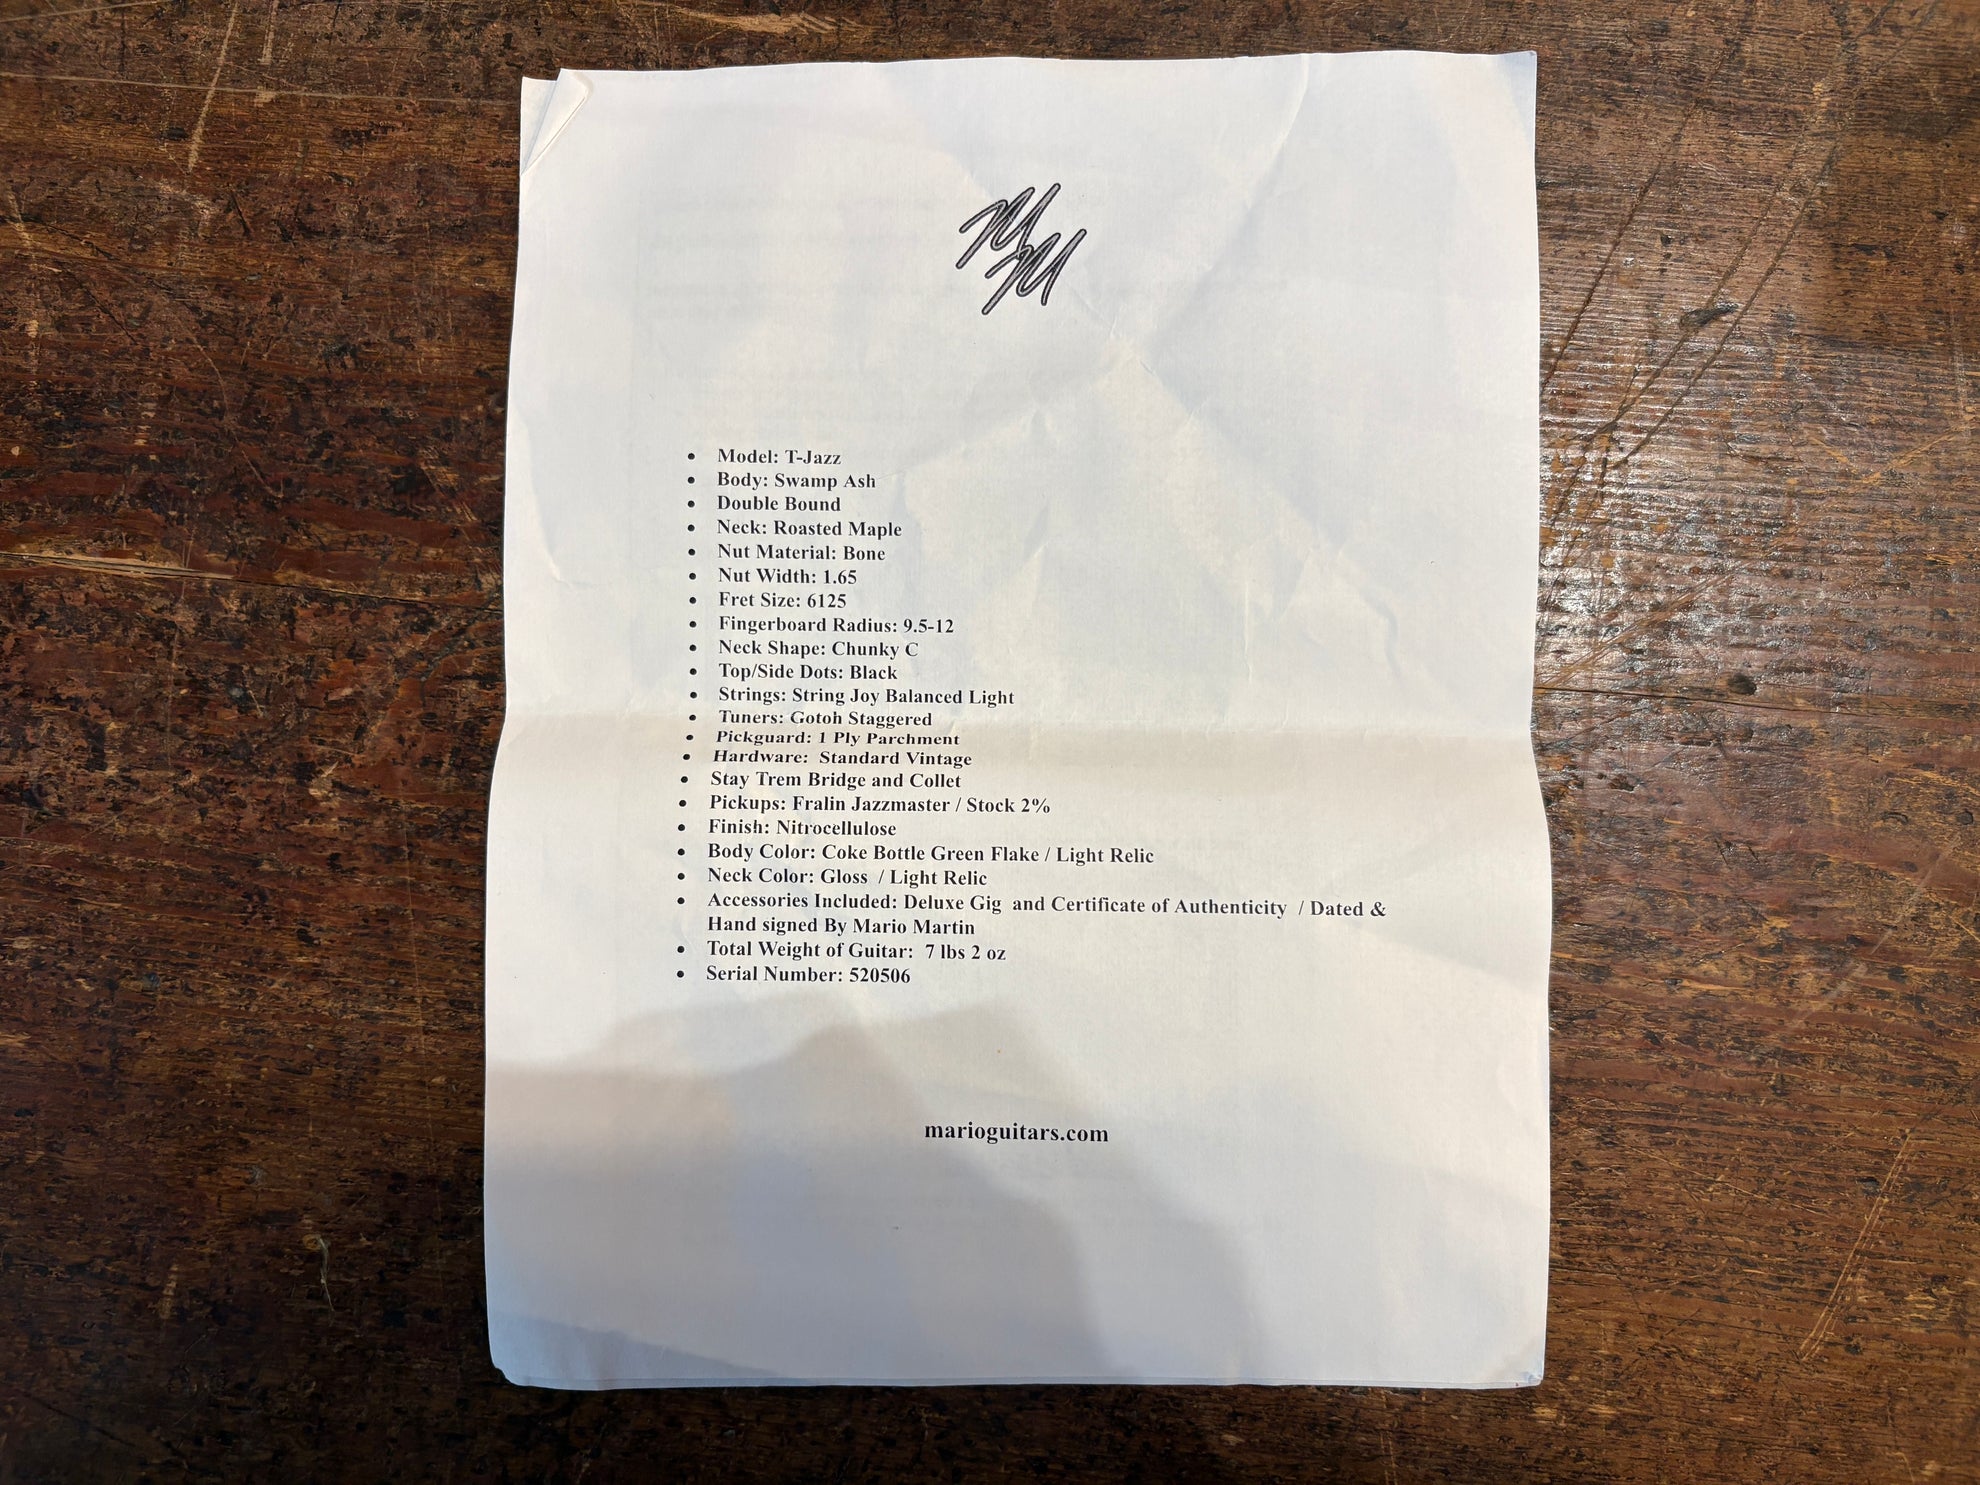 MM
• Model: T-Jazz
• Body: Swamp Ash
• Double Bound
• Neck: Roasted Maple
• Nut Material: Bone
• Nut Width: 1.65
• Fret Size: 6125
• Fingerboard Radius: 9.5-12
• Neck Shape: Chunky C
• Top/Side Dots: Black
• Strings: String Joy Balanced Light
• Tuners: Gotoh Staggered
• Pickguard: 1 Ply Parchment
• Hardware: Standard Vintage
• Stay Trem Bridge and Collet
• Pickups: Fralin Jazzmaster / Stock 2%
• Finish: Nitrocellulose
• Body Color: Coke Bottle Green Flake / Light Relic
• Neck Color: Gloss / Light Relic
• Accessories Included: Deluxe Gig and Certificate of Authenticity / Dated &
Hand signed By Mario Martin
• Total Weight of Guitar: 7 lbs 2 oz
• Serial Number: 520506
marioguitars.com